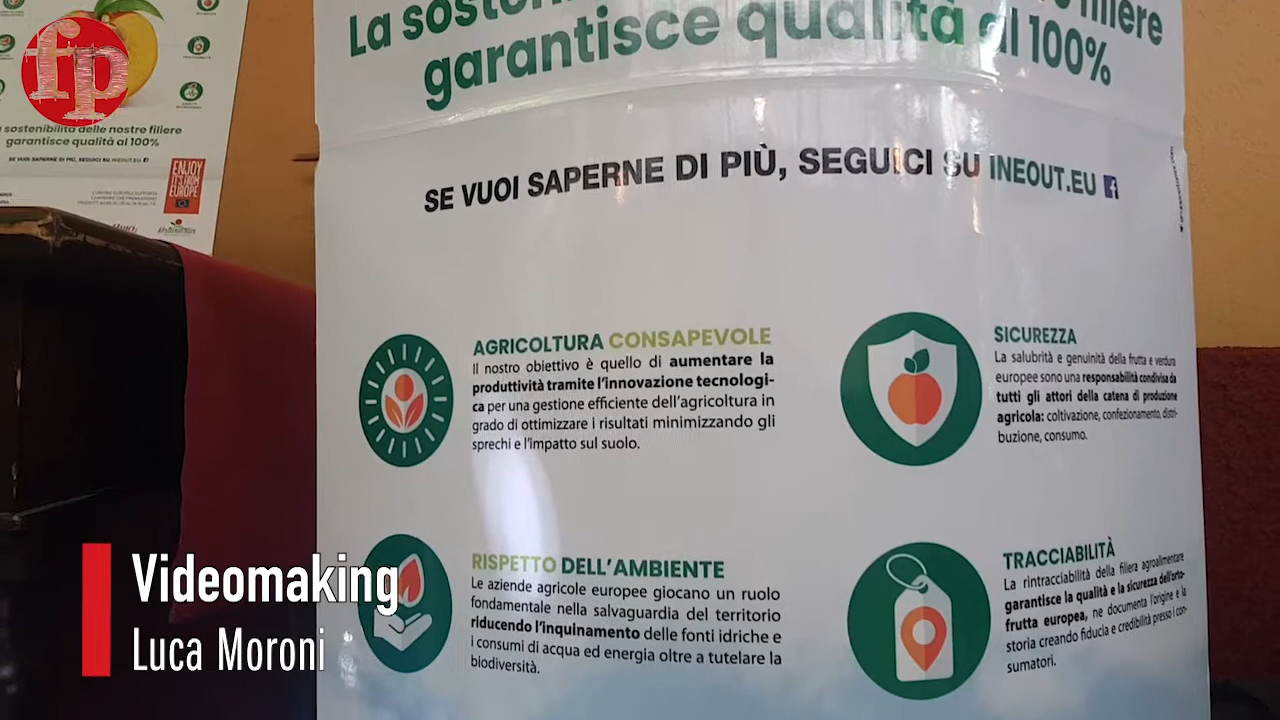 fp
sostenibilità delle nostre filiere
garantisce qualità al 100%
SE VUOI SAPERNE DI PIÙ, SEGUICI SU INEOUT.EU
ENJOY
IT'S FROM
EUROPE
La
filiere
garantisce qualità al 100%
SE VUOI SAPERNE DI PIÙ, SEGUICI SU INEOUT.EU
AGRICOLTURA CONSAPEVOLE
Il nostro obiettivo è quello di aumentare la
produttività tramite l'innovazione tecnologi-
ca per una gestione efficiente dell'agricoltura in
grado di ottimizzare i risultati minimizzando gli
sprechi e l'impatto sul suolo.
SICUREZZA
La salubrità e genuinità della frutta e verdura
europee sono una responsabilità condivisa da
tutti gli attori della catena di produzione
agricola: coltivazione, confezionamento, distri-
buzione, consumo.
RISPETTO DELL'AMBIENTE
Le aziende agricole europee giocano un ruolo
fondamentale nella salvaguardia del territorio
riducendo l'inquinamento delle fonti idriche e
i consumi di acqua ed energia oltre a tutelare la
biodiversità.
TRACCIABILITÀ
La rintracciabilità della filiera agroalimentare
garantisce la qualità e la sicurezza dell'orto-
frutta europea, ne documenta l'origine e la
storia creando fiducia e credibilità presso i con-
sumatori.
Videomaking
Luca Moroni